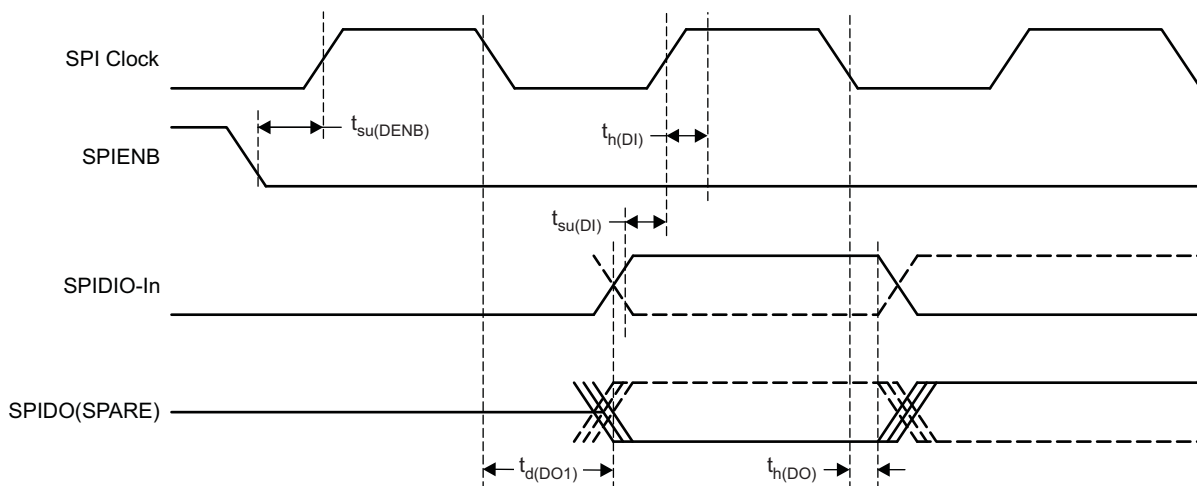 SPI Clock
t_su(DENB)
t_h(DI)
SPIENB
t_su(DI)
SPIDIO-In
SPIDO(SPARE)
t_d(DO1)
t_h(DO)